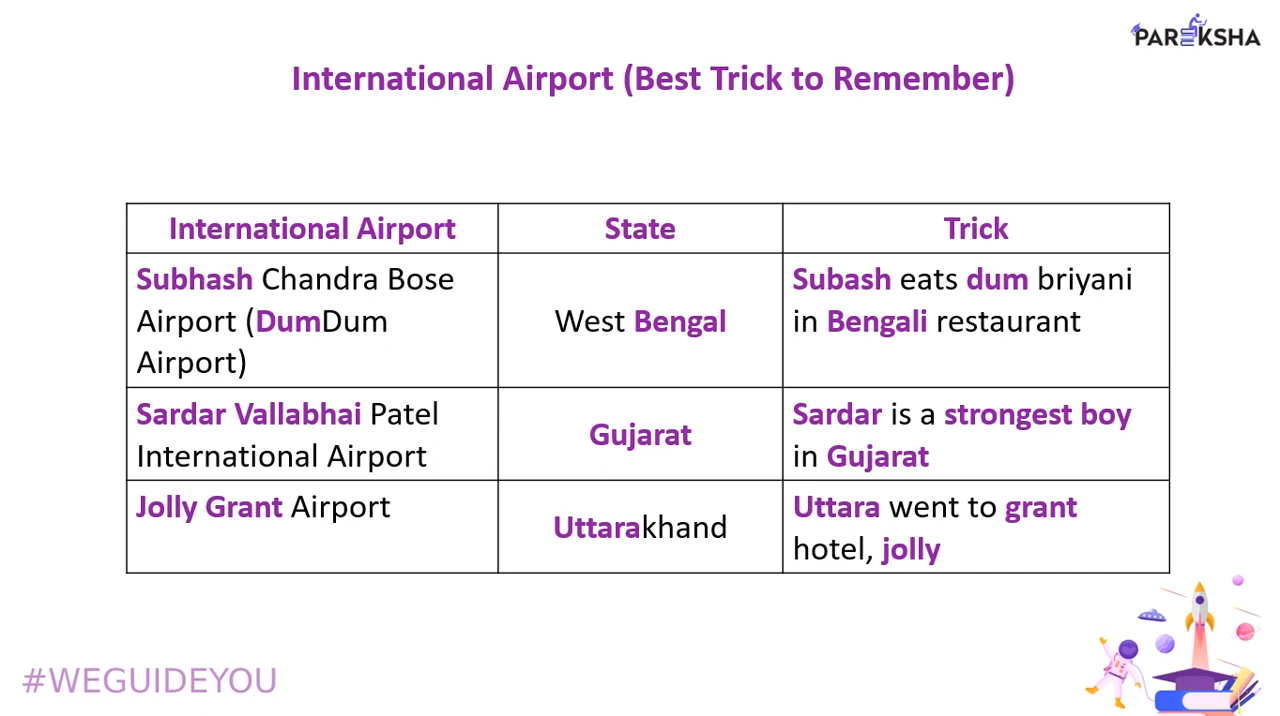 PAREKSHA
International Airport (Best Trick to Remember)
International Airport
State
Trick
Subhash Chandra Bose
Airport (DumDum
Airport)
West Bengal
Subash eats dum briyani
in Bengali restaurant
Sardar Vallabhai Patel
International Airport
Gujarat
Sardar is a strongest boy
in Gujarat
Jolly Grant Airport
Uttarakhand
Uttara went to grant
hotel, jolly
#WEGUIDEYOU